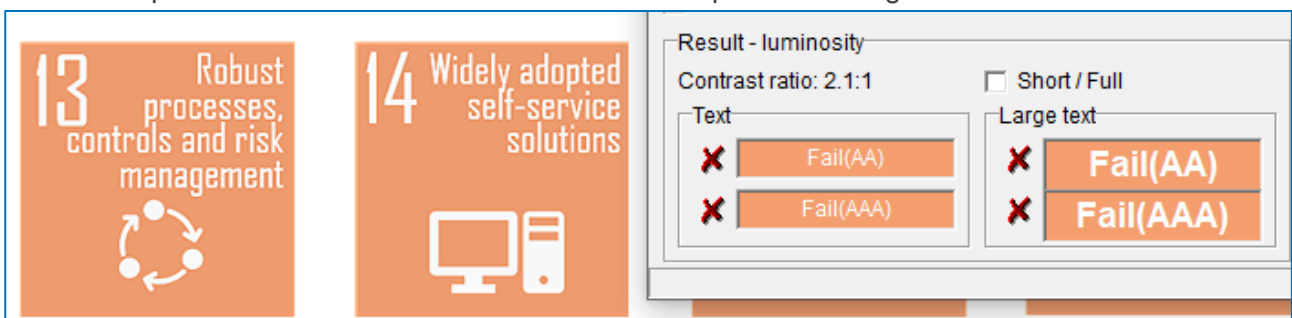 13 Robust
processes,
controls and risk
management
14 Widely adopted
self-service
solutions
Result - luminosity
Contrast ratio: 2.1:1
Short / Full
Text
Fail(AA)
Fail(AAA)
Large text
Fail(AA)
Fail(AAA)